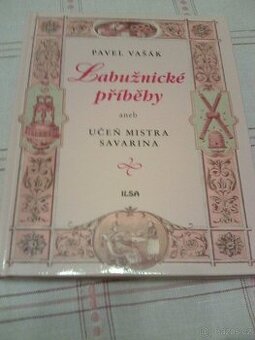 PAVEL VAŠÁK
Labužnické
příběhy
aneb
UČEŇ MISTRA
SAVARINA
ILSA